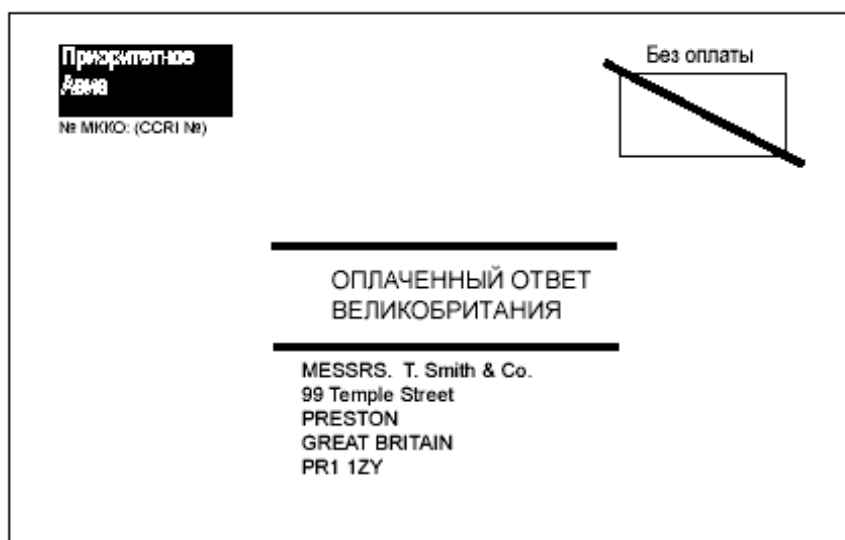 Приоритетное
Авиа
№ МККО: (CCRI №)
Без оплаты
ОПЛАЧЕННЫЙ ОТВЕТ
ВЕЛИКОБРИТАНИЯ
MESSRS. T. Smith & Co.
99 Temple Street
PRESTON
GREAT BRITAIN
PR1 1ZY